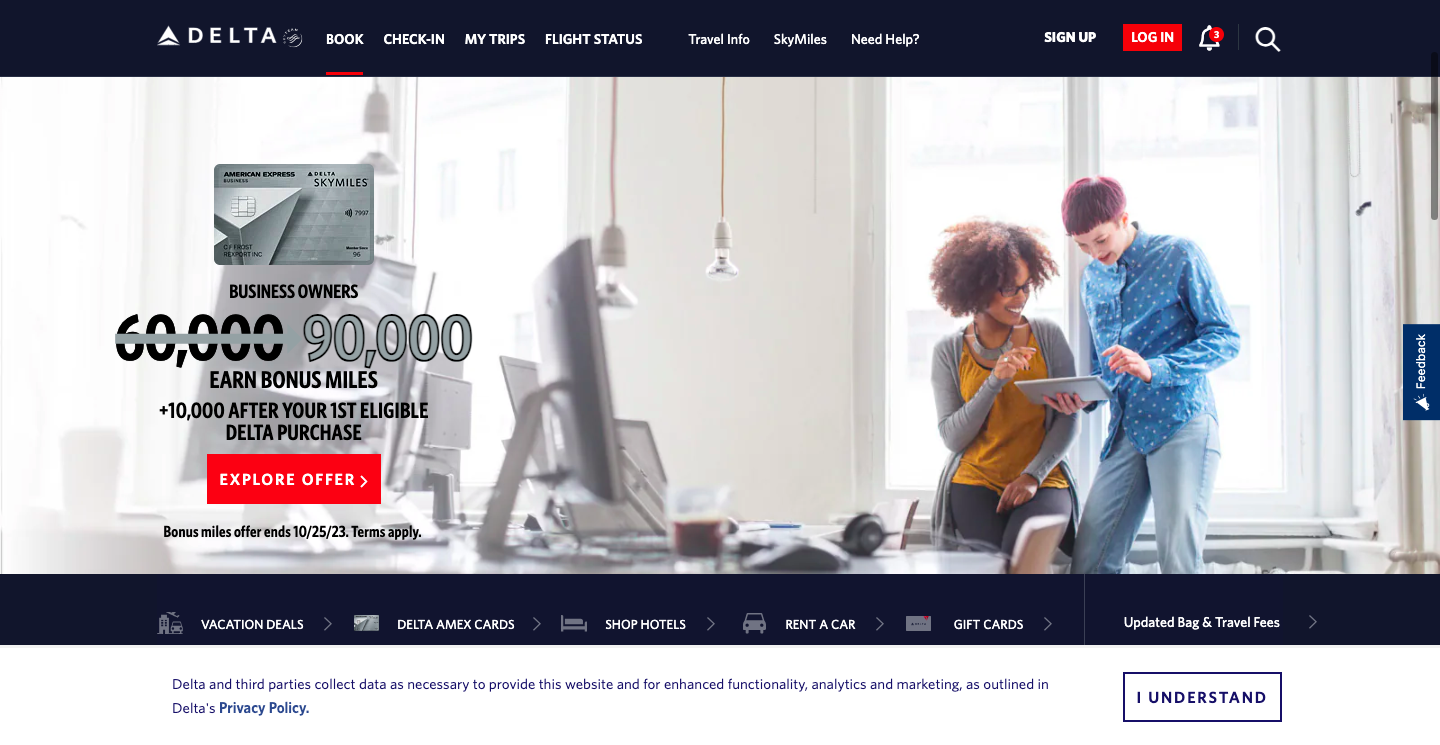 DELTA
BOOK
CHECK-IN
MY TRIPS
FLIGHT STATUS
Travel Info
SkyMiles
Need Help?
SIGN UP
LOG IN
3
AMERICAN EXPRESS
BUSINESS
DELTA
SKYMILES
7997
C F FROST
REXPORT INC
Member Since
96
BUSINESS OWNERS
60,000 90,000
EARN BONUS MILES
+10,000 AFTER YOUR 1ST ELIGIBLE
DELTA PURCHASE
EXPLORE OFFER
Bonus miles offer ends 10/25/23. Terms apply.
Feedback
VACATION DEALS
DELTA AMEX CARDS
SHOP HOTELS
RENT A CAR
GIFT CARDS
Updated Bag & Travel Fees
Delta and third parties collect data as necessary to provide this website and for enhanced functionality, analytics and marketing, as outlined in
Delta's Privacy Policy.
I UNDERSTAND